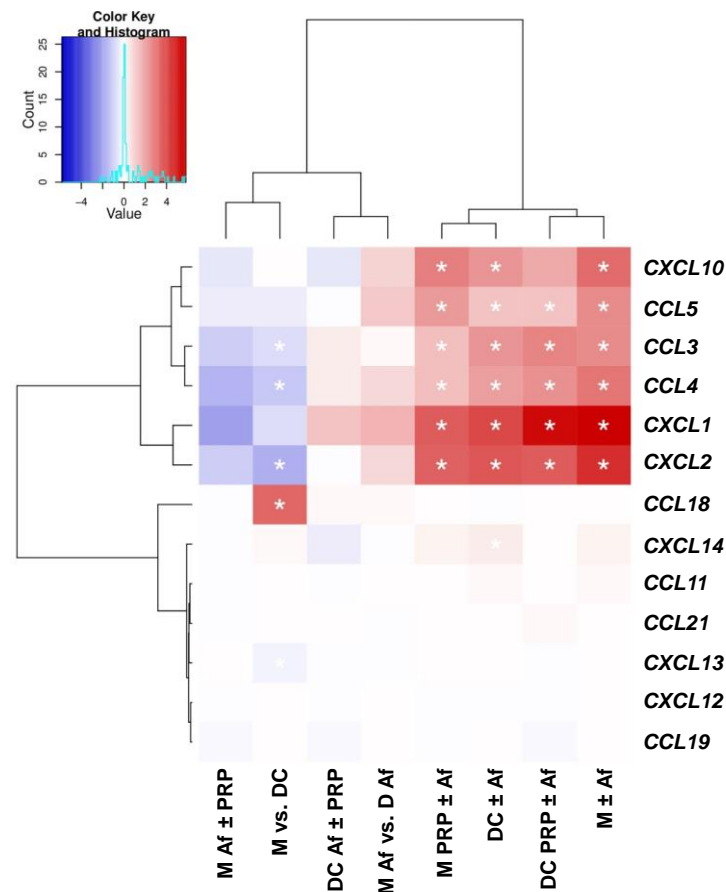 Color Key
and Histogram
Count
0 5 10 15 20 25
−4 0 2 4
Value
* * * CXCL10
* * * * CCL5
* * * * * CCL3
* * * * * CCL4
* * * * CXCL1
* * * * * CXCL2
* CCL18
* CXCL14
CCL11
CCL21
* CXCL13
CXCL12
CCL19
M Af ± PRP
M vs. DC
DC Af ± PRP
M Af vs. D Af
M PRP ± Af
DC ± Af
DC PRP ± Af
M ± Af